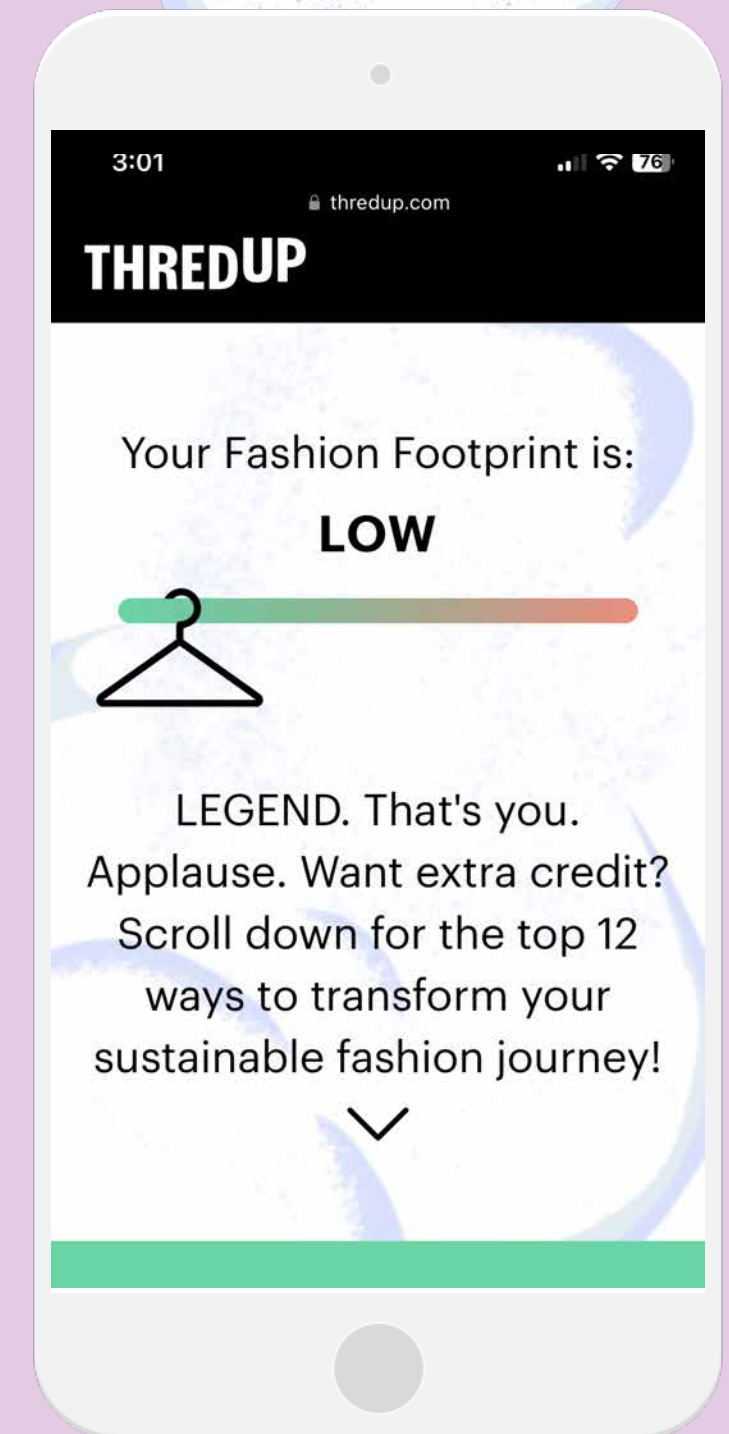 3:01
76
thredup.com
THREDUP
Your Fashion Footprint is:
LOW
LEGEND. That's you.
Applause. Want extra credit?
Scroll down for the top 12
ways to transform your
sustainable fashion journey!